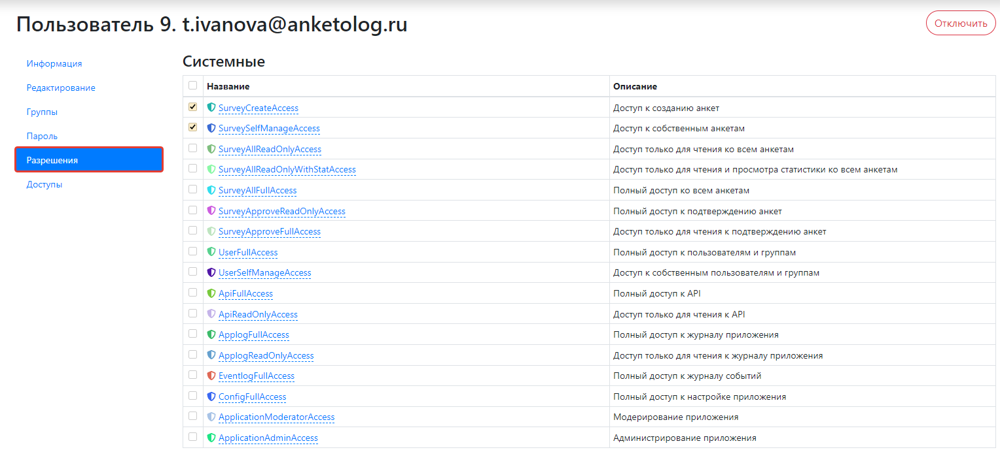 Пользователь 9. t.ivanova@anketolog.ru
Отключить
Информация
Редактирование
Группы
Пароль
Разрешения
Доступы
Системные
Название Описание
SurveyCreateAccess Доступ к созданию анкет
SurveySelfManageAccess Доступ к собственным анкетам
SurveyAllReadOnlyAccess Доступ только для чтения ко всем анкетам
SurveyAllReadOnlyWithStatAccess Доступ только для чтения и просмотра статистики ко всем анкетам
SurveyAllFullAccess Полный доступ ко всем анкетам
SurveyApproveReadOnlyAccess Полный доступ к подтверждению анкет
SurveyApproveFullAccess Доступ только для чтения к подтверждению анкет
UserFullAccess Полный доступ к пользователям и группам
UserSelfManageAccess Доступ к собственным пользователям и группам
ApiFullAccess Полный доступ к API
ApiReadOnlyAccess Доступ только для чтения к API
ApplogFullAccess Полный доступ к журналу приложения
ApplogReadOnlyAccess Доступ только для чтения к журналу приложения
EventlogFullAccess Полный доступ к журналу событий
ConfigFullAccess Полный доступ к настройке приложения
ApplicationModeratorAccess Модерирование приложения
ApplicationAdminAccess Администрирование приложения